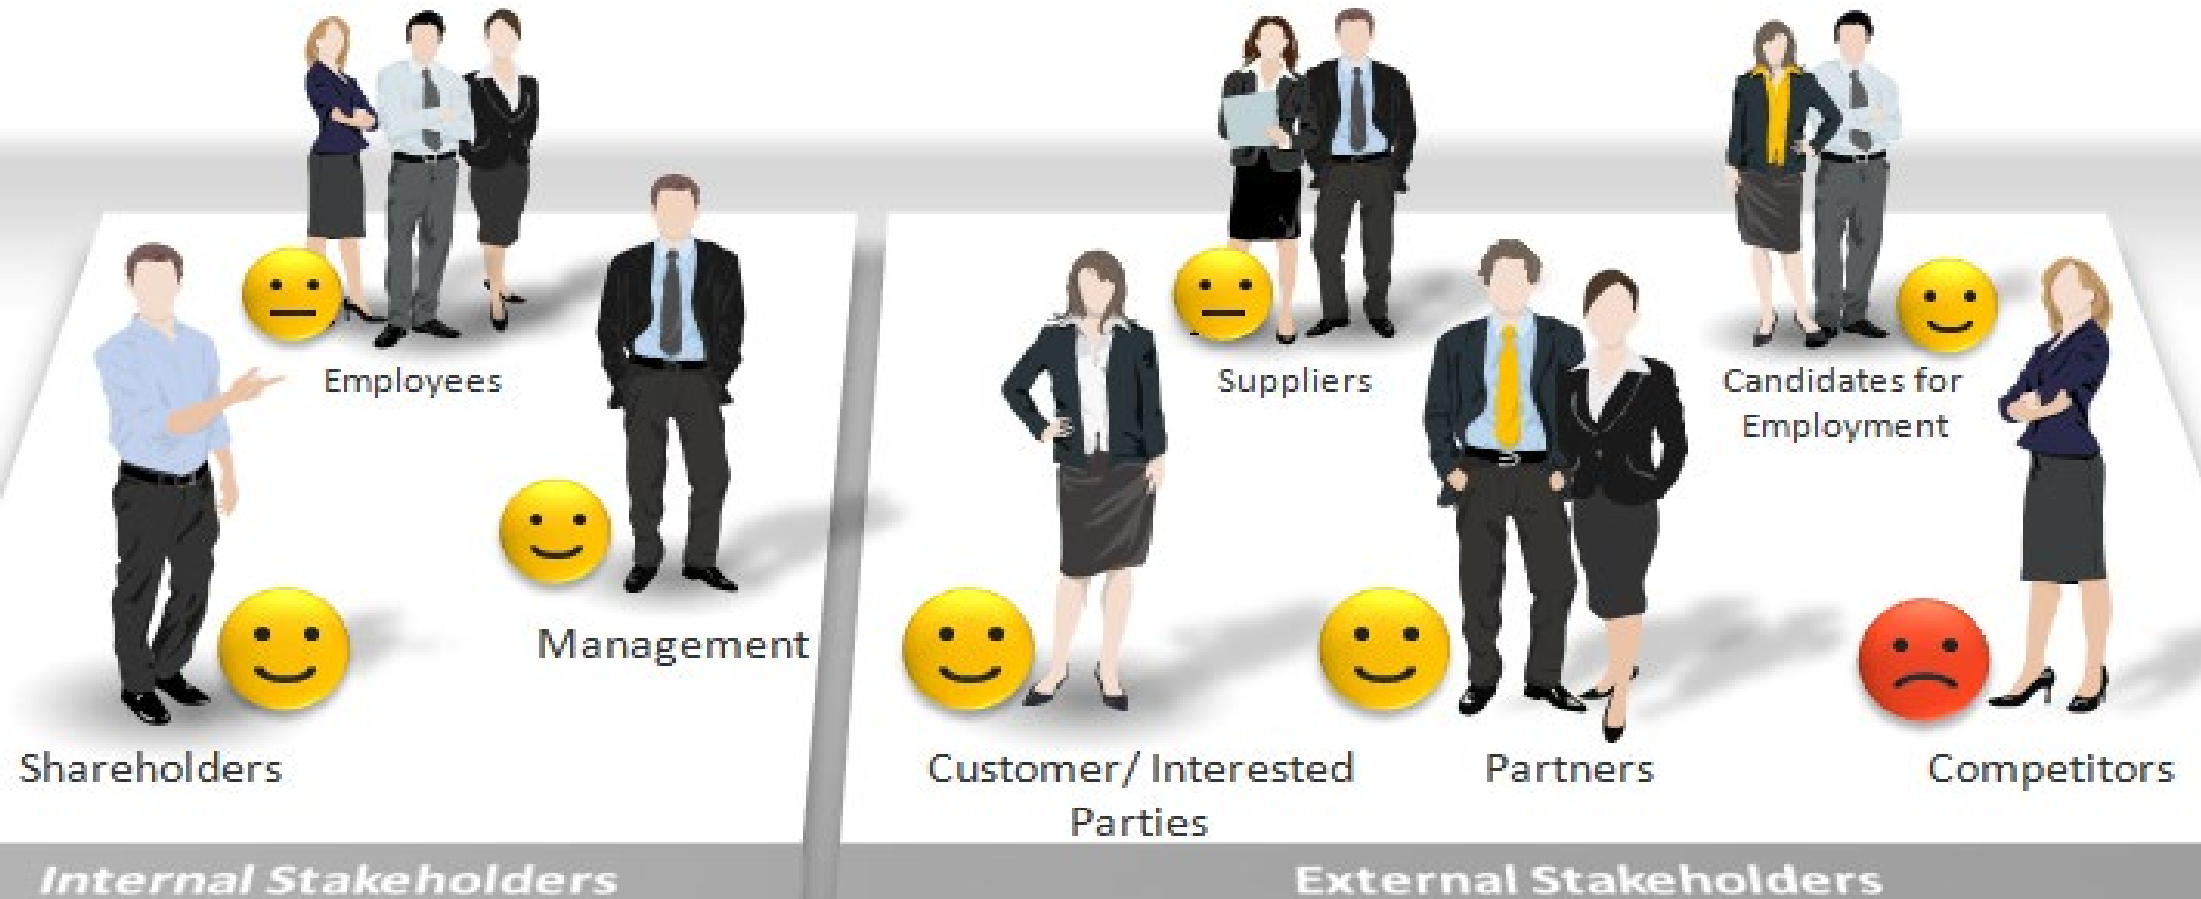 Employees
Management
Shareholders
Internal Stakeholders
Suppliers
Candidates for
Employment
Customer/ Interested
Parties
Partners
Competitors
External Stakeholders